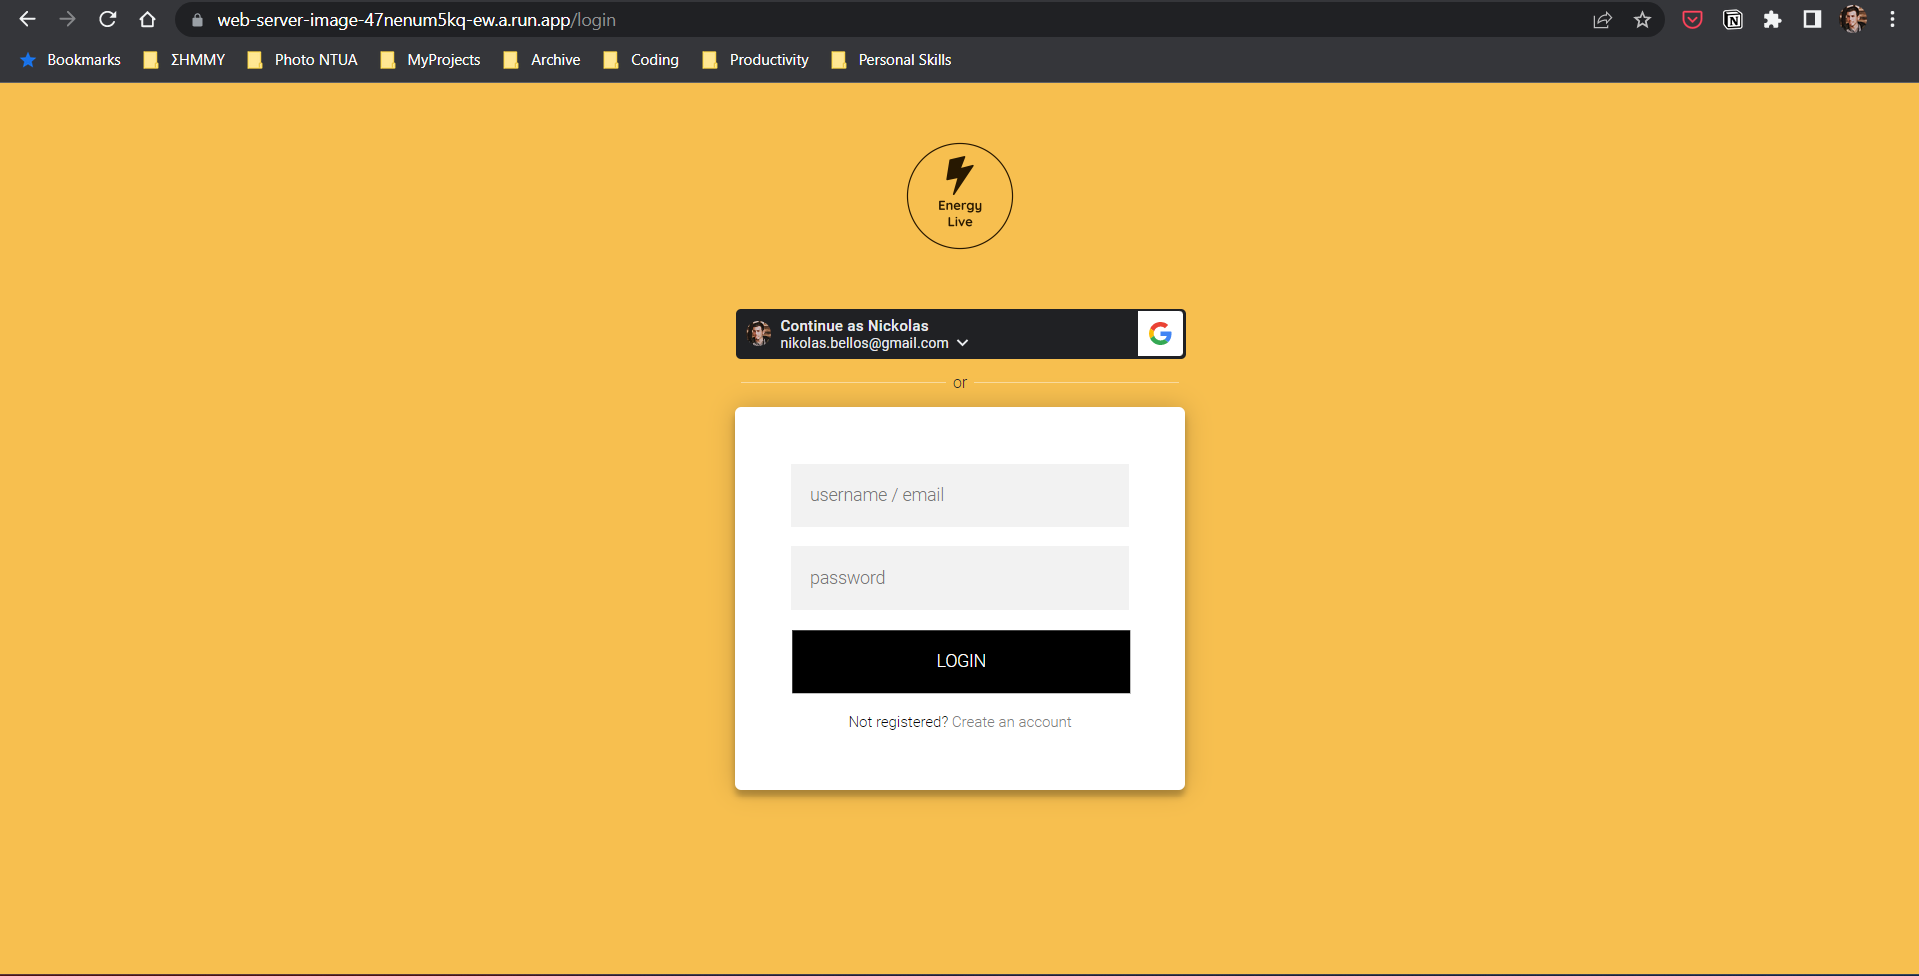 web-server-image-47nenum5kq-ew.a.run.app/login
Bookmarks ΣΗΜΜΥ Photo NTUA MyProjects Archive Coding Productivity Personal Skills
Energy
Live
Continue as Nickolas
nikolas.bellos@gmail.com
or
username / email
password
LOGIN
Not registered? Create an account